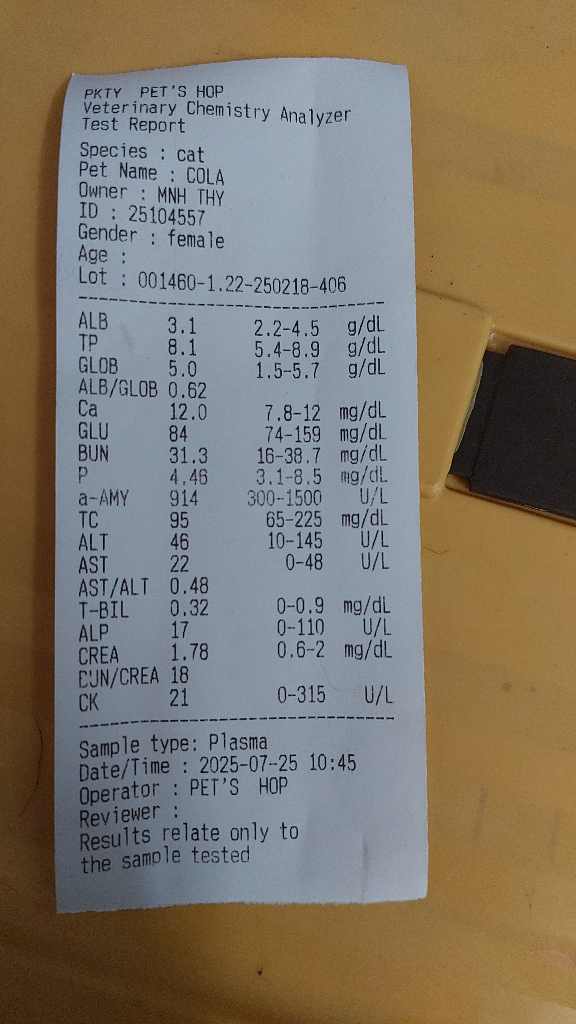 PKTY PET'S HOP
Veterinary Chemistry Analyzer
Test Report
Species : cat
Pet Name : COLA
Owner : MNH THY
ID : 25104557
Gender : female
Age :
Lot : 001460-1.22-250218-406
ALB 3.1 2.2-4.5 g/dL
TP 8.1 5.4-8.9 g/dL
GLOB 5.0 1.5-5.7 g/dL
ALB/GLOB 0.62
Ca 12.0 7.8-12 mg/dL
GLU 84 74-159 mg/dL
BUN 31.3 16-38.7 mg/dL
P 4.46 3.1-8.5 mg/dL
a-AMY 914 300-1500 U/L
TC 95 65-225 mg/dL
ALT 46 10-145 U/L
AST 22 0-48 U/L
AST/ALT 0.48
T-BIL 0.32 0-0.9 mg/dL
ALP 17 0-110 U/L
CREA 1.78 0.6-2 mg/dL
BUN/CREA 18
CK 21 0-315 U/L
Sample type: Plasma
Date/Time : 2025-07-25 10:45
Operator : PET'S HOP
Reviewer :
Results relate only to
the sample tested